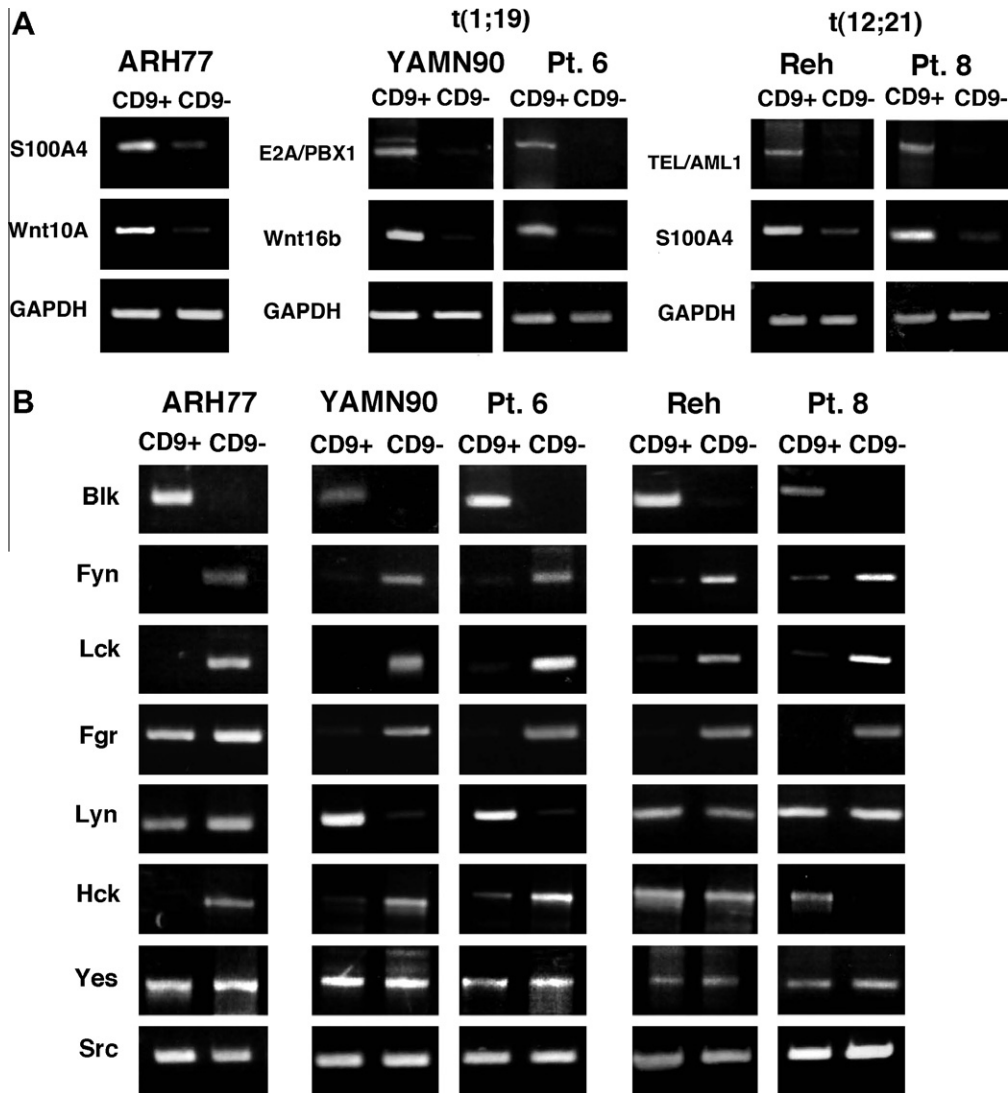 A
t(1;19)
t(12;21)
ARH77
YAMN90
Pt. 6
Reh
Pt. 8
CD9+ CD9-
CD9+ CD9-
CD9+ CD9-
CD9+ CD9-
CD9+ CD9-
S100A4
E2A/PBX1
TEL/AML1
Wnt10A
Wnt16b
S100A4
GAPDH
GAPDH
GAPDH
B
ARH77
YAMN90
Pt. 6
Reh
Pt. 8
CD9+ CD9-
CD9+ CD9-
CD9+ CD9-
CD9+ CD9-
CD9+ CD9-
Blk
Fyn
Lck
Fgr
Lyn
Hck
Yes
Src